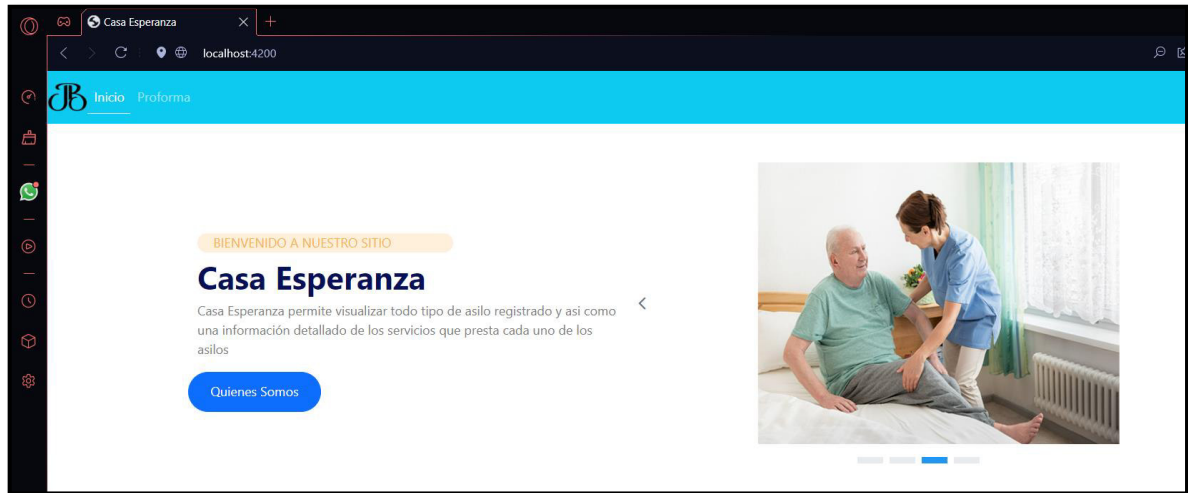 Casa Esperanza
localhost:4200
JB Inicio Proforma
BIENVENIDO A NUESTRO SITIO
Casa Esperanza
Casa Esperanza permite visualizar todo tipo de asilo registrado y asi como
una información detallado de los servicios que presta cada uno de los
asilos
Quienes Somos